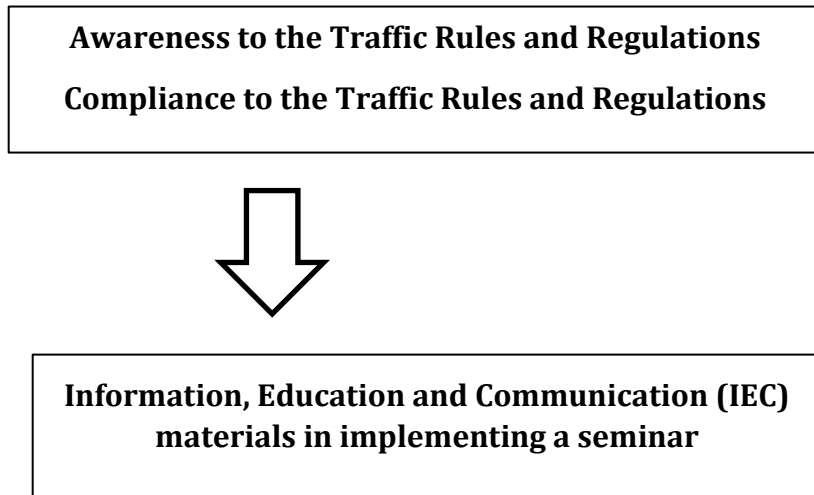 Awareness to the Traffic Rules and Regulations
Compliance to the Traffic Rules and Regulations
Information, Education and Communication (IEC)
materials in implementing a seminar